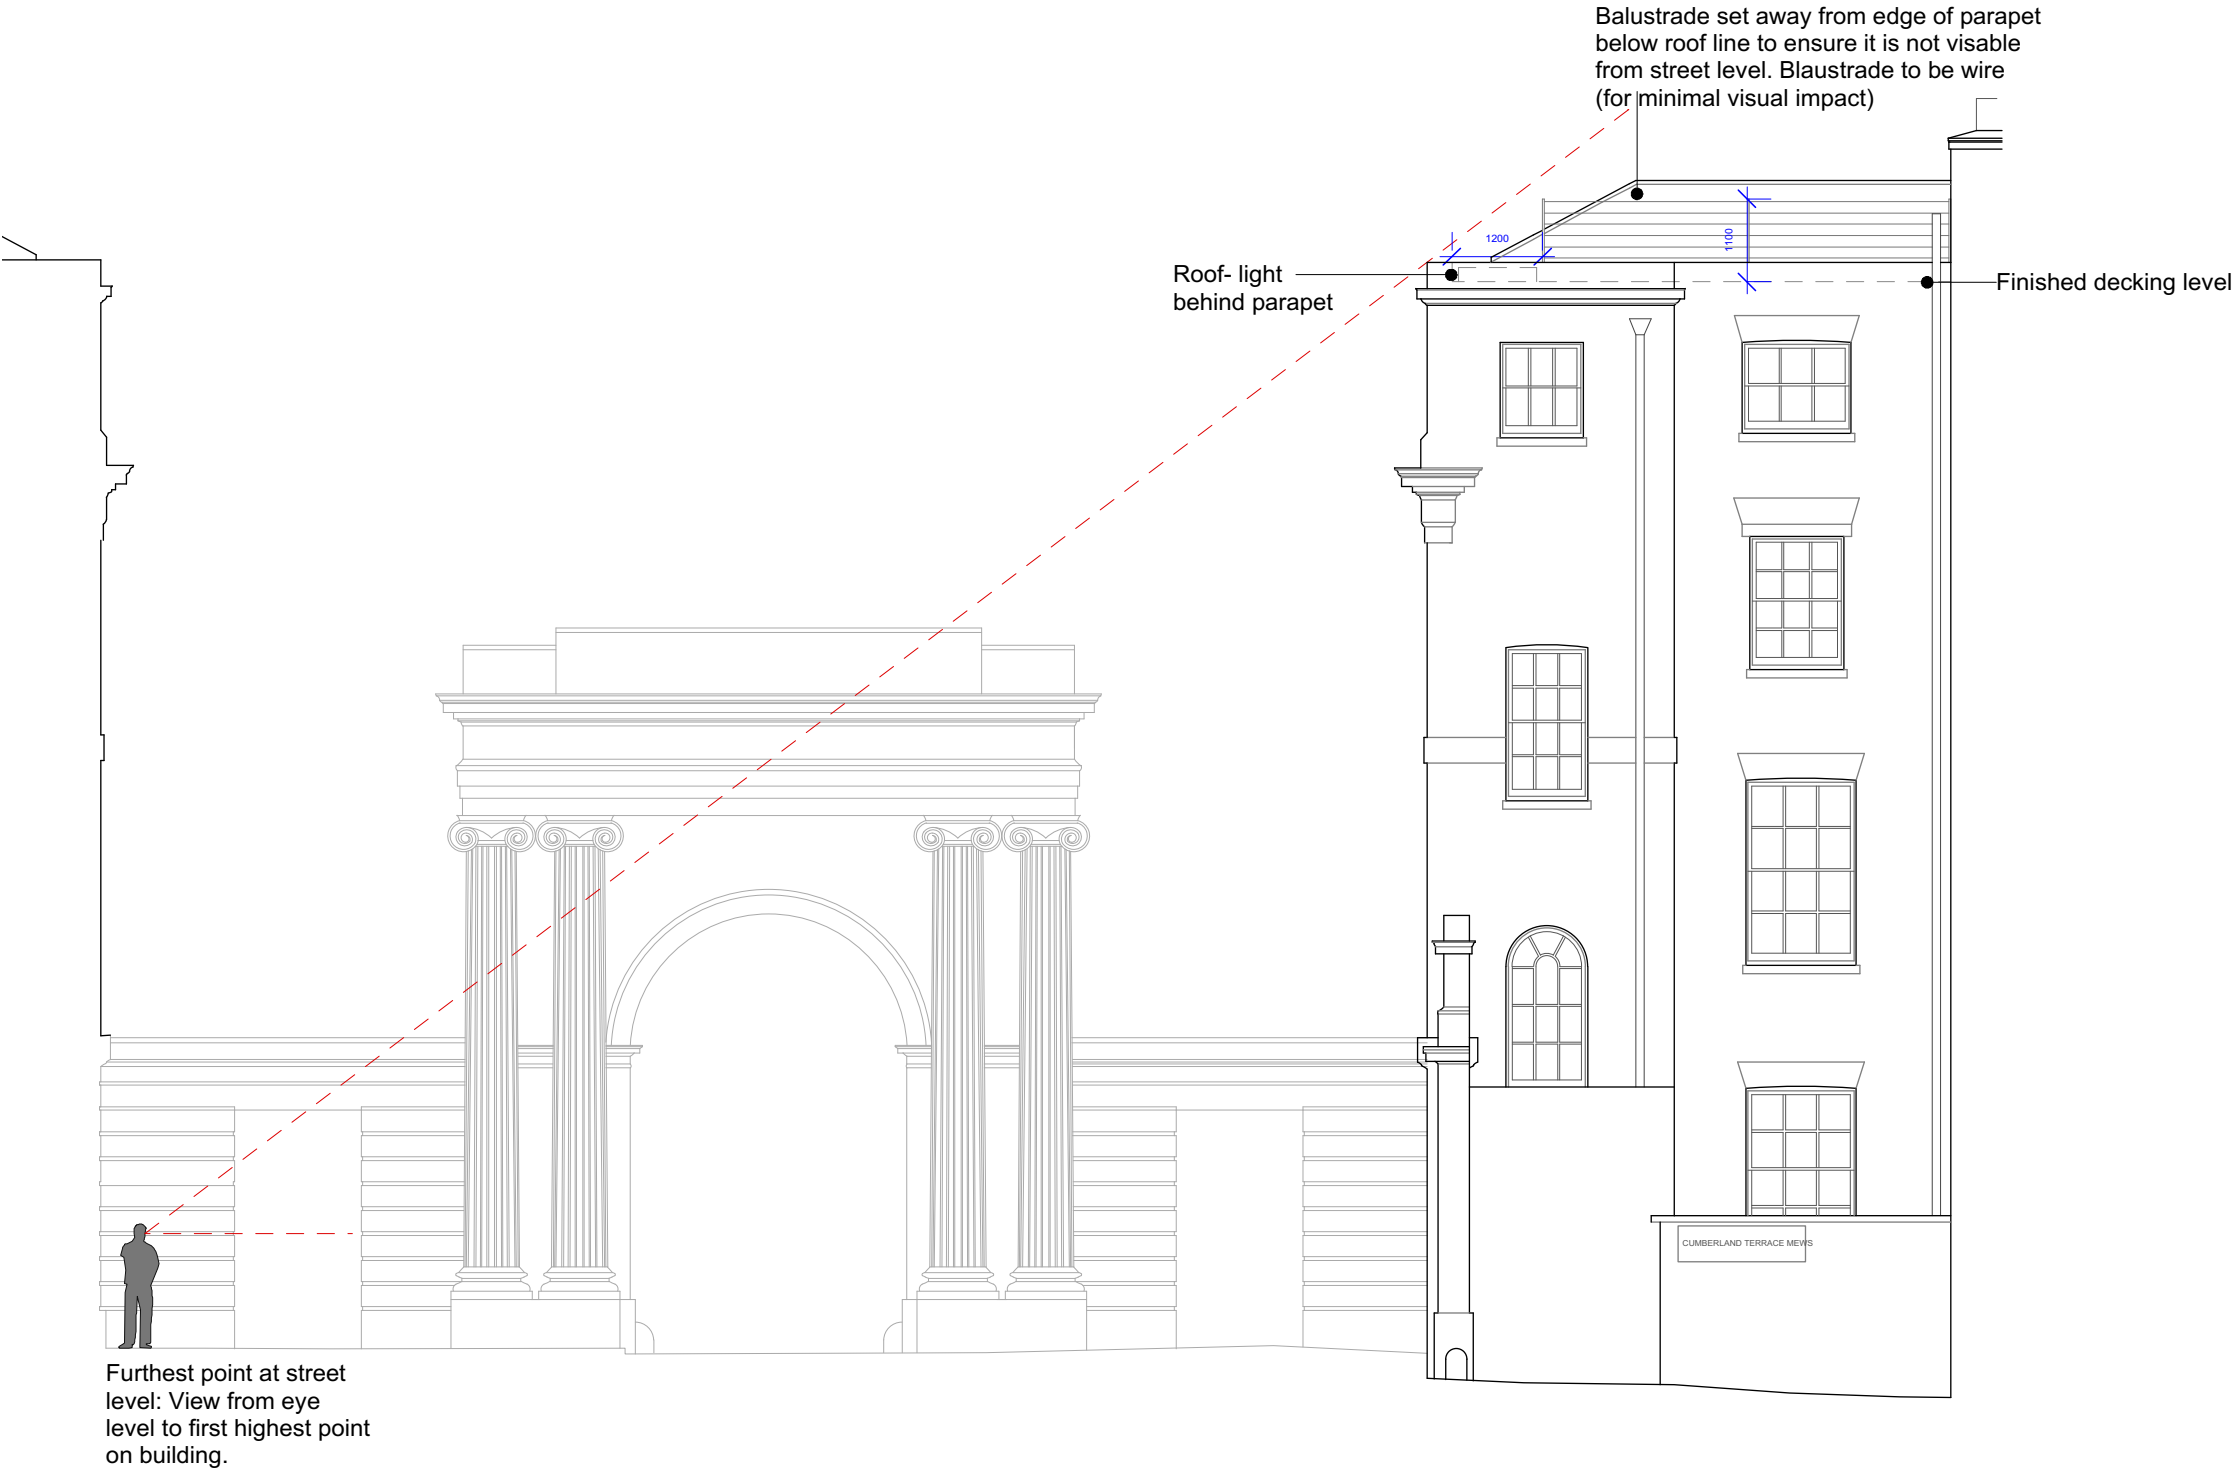 Balustrade set away from edge of parapet
below roof line to ensure it is not visable
from street level. Blaustrade to be wire
(for minimal visual impact)
1200
1100
Roof- light
behind parapet
Finished decking level
CUMBERLAND TERRACE MEWS
Furthest point at street
level: View from eye
level to first highest point
on building.